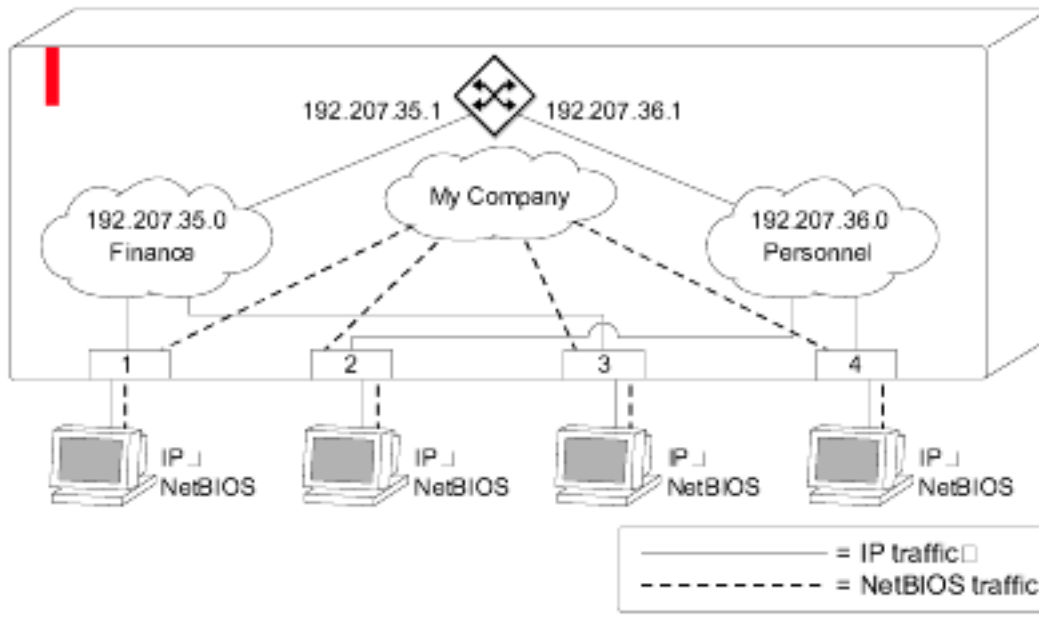 192.207.35.1
192.207.36.1
My Company
192.207.35.0
Finance
192.207.36.0
Personnel
1
2
3
4
IP
NetBIOS
IP
NetBIOS
IP
NetBIOS
IP
NetBIOS
= IP traffic
= NetBIOS traffic